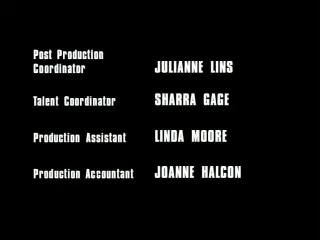 Post Production
Coordinator JULIANNE LINS
Talent Coordinator SHARRA GAGE
Production Assistant LINDA MOORE
Production Accountant JOANNE HALCON